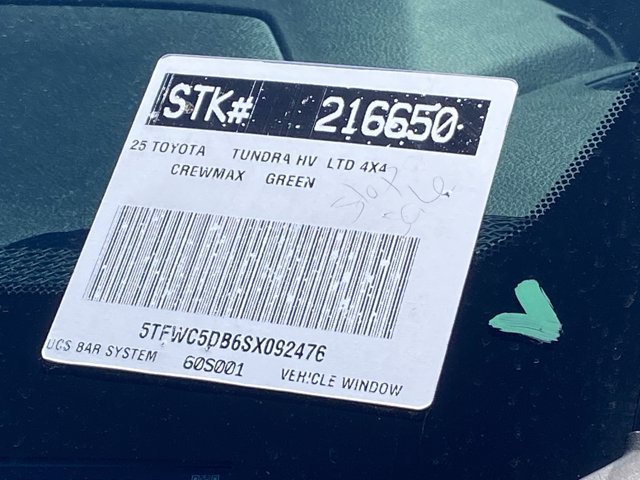 STK# 216650
25 TOYOTA TUNDRA HV LTD 4X4
CREWMAX GREEN
5TFWC5DB6SX092476
UCS BAR SYSTEM 60S001 VEHICLE WINDOW